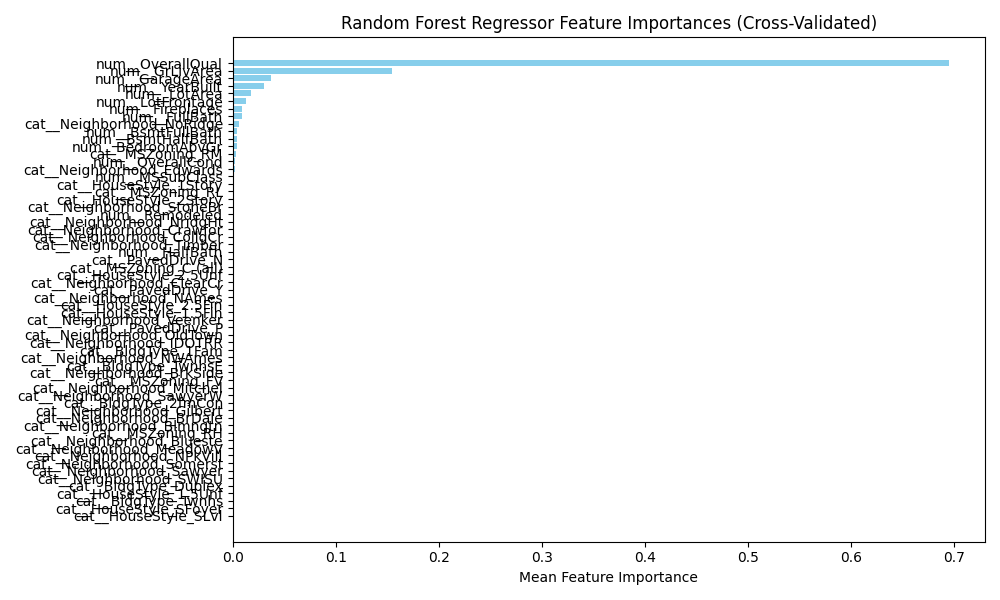 Random Forest Regressor Feature Importances (Cross-Validated)
num__OverallQual
num__GrLivArea
num__GarageArea
num__YearBuilt
num__LotArea
num__LotFrontage
num__Fireplaces
num__FullBath
cat__Neighborhood_NoRidge
num__BsmtFullBath
num__BsmtHalfBath
num__BedroomAbvGr
cat__MSZoning_RM
num__OverallCond
cat__Neighborhood_Edwards
num__MSSubClass
cat__HouseStyle_1Story
cat__MSZoning_RL
cat__HouseStyle_2Story
cat__Neighborhood_StoneBr
num__Remodeled
cat__Neighborhood_NridgHt
cat__Neighborhood_Crawfor
cat__Neighborhood_CollgCr
cat__Neighborhood_Timber
num__HalfBath
cat__PavedDrive_N
cat__MSZoning_C (all)
cat__HouseStyle_2.5Unf
cat__Neighborhood_ClearCr
cat__PavedDrive_Y
cat__Neighborhood_NAmes
cat__HouseStyle_2.5Fin
cat__HouseStyle_1.5Fin
cat__Neighborhood_Veenker
cat__PavedDrive_P
cat__Neighborhood_OldTown
cat__Neighborhood_IDOTRR
cat__BldgType_1Fam
cat__Neighborhood_NWAmes
cat__BldgType_TwnhsE
cat__Neighborhood_BrkSide
cat__MSZoning_FV
cat__Neighborhood_Mitchel
cat__Neighborhood_SawyerW
cat__BldgType_2fmCon
cat__Neighborhood_Gilbert
cat__Neighborhood_BrDale
cat__Neighborhood_Blmngtn
cat__MSZoning_RH
cat__Neighborhood_Blueste
cat__Neighborhood_MeadowV
cat__Neighborhood_NPkVill
cat__Neighborhood_Somerst
cat__Neighborhood_Sawyer
cat__Neighborhood_SWISU
cat__BldgType_Duplex
cat__HouseStyle_1.5Unf
cat__BldgType_Twnhs
cat__HouseStyle_SFoyer
cat__HouseStyle_SLvl
0.0 0.1 0.2 0.3 0.4 0.5 0.6 0.7
Mean Feature Importance